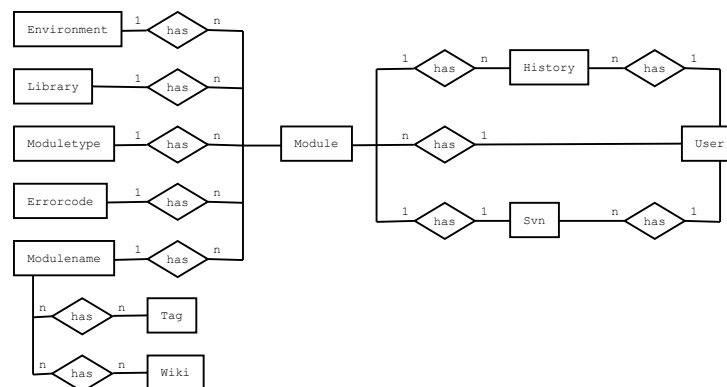 Environment 1 has n
Library 1 has n
Moduletype 1 has n
Errorcode 1 has n
Modulename 1 has n
n has n Tag
n has n Wiki
Module
1 has n History n has 1
n has 1 User
1 has 1 Svn n has 1